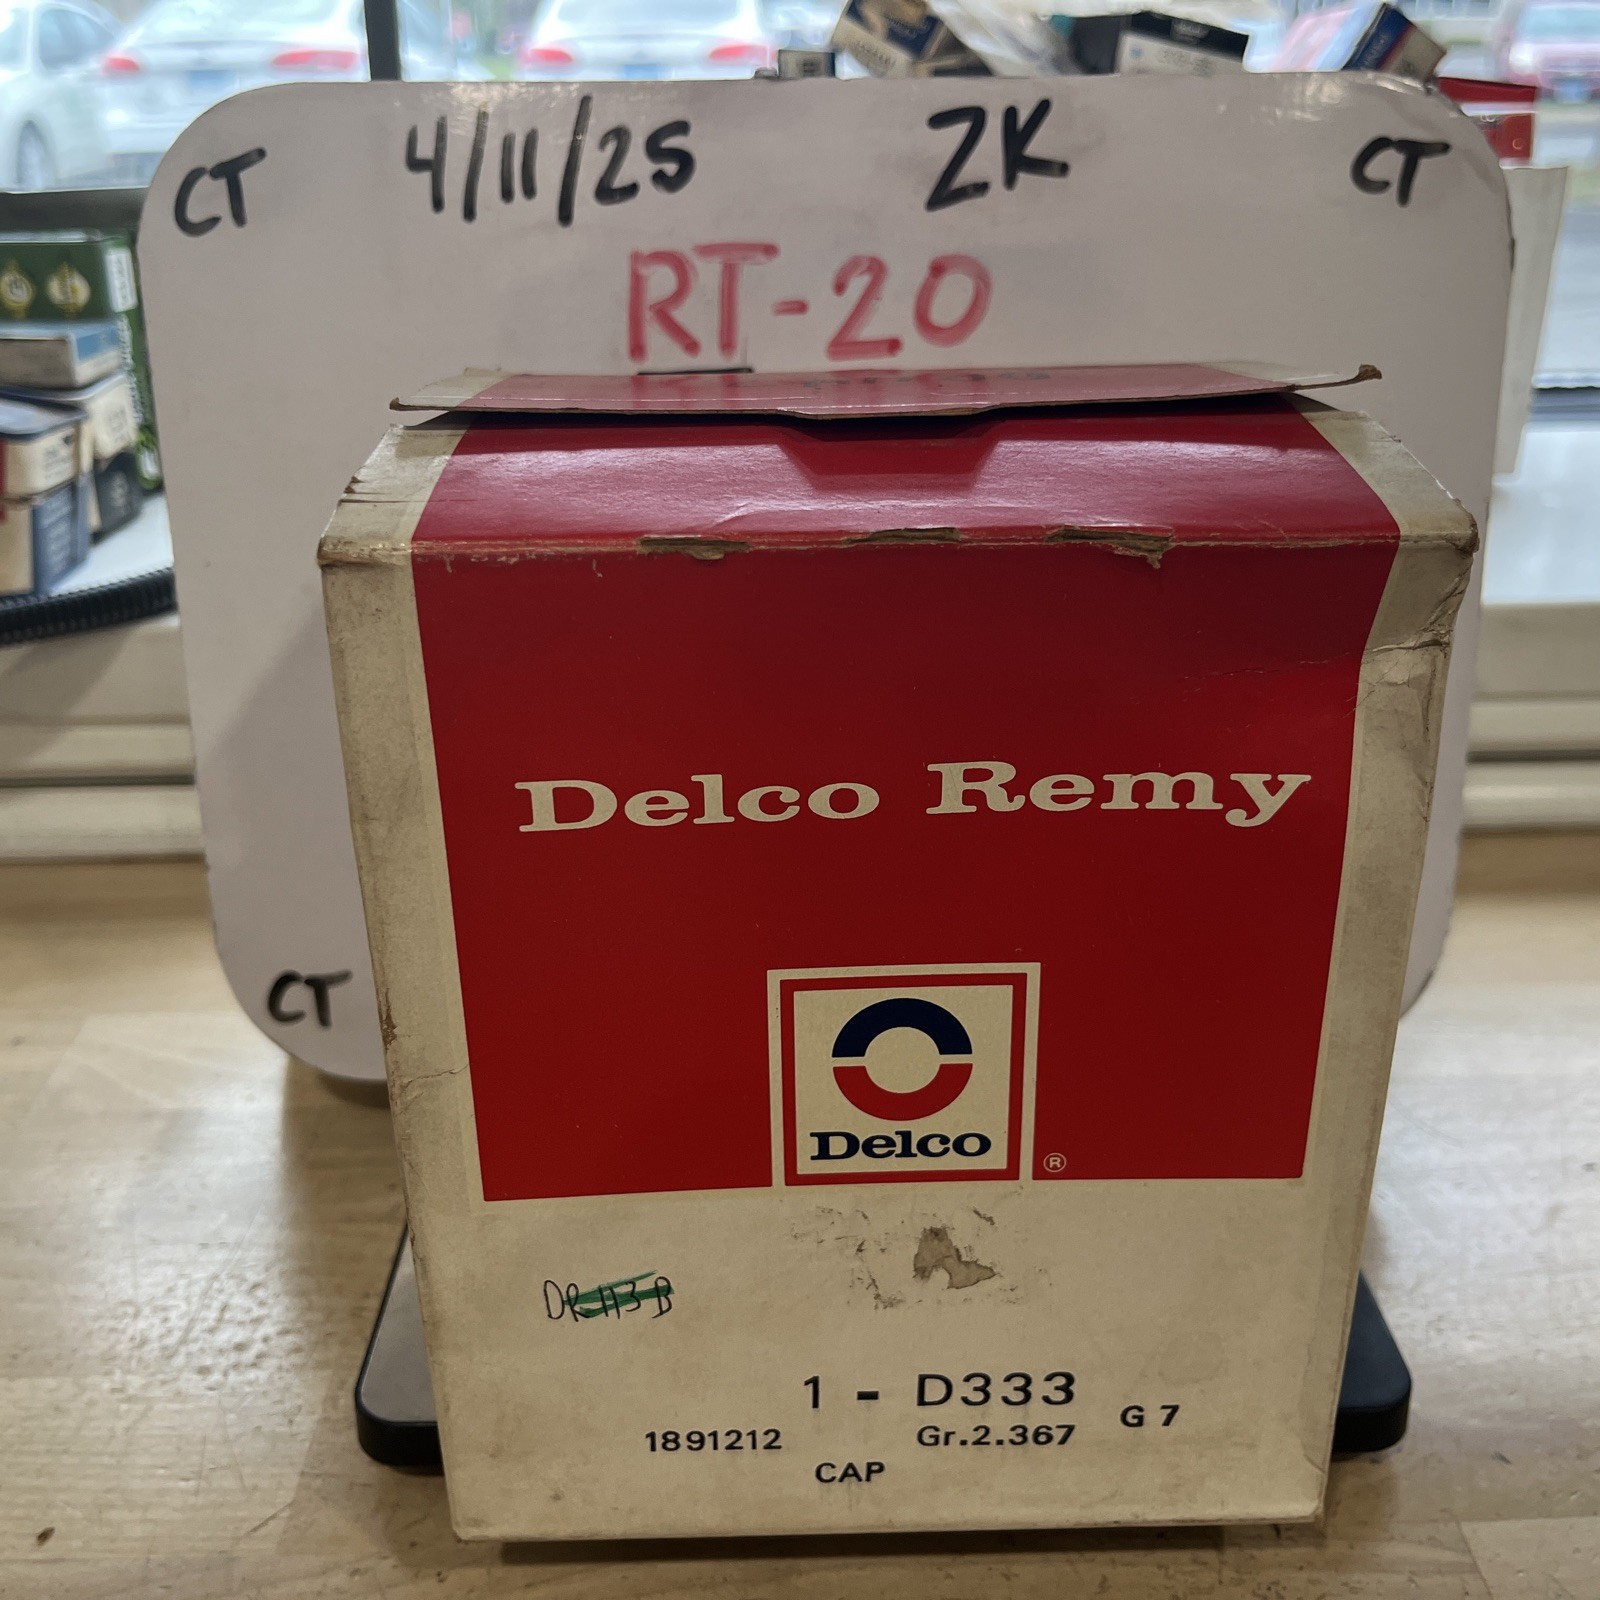 CT 4/11/25 ZK CT
RT-20
Delco Remy
Delco
®
CT
DR-113-B
1 - D333
G 7
1891212 Gr.2.367
CAP